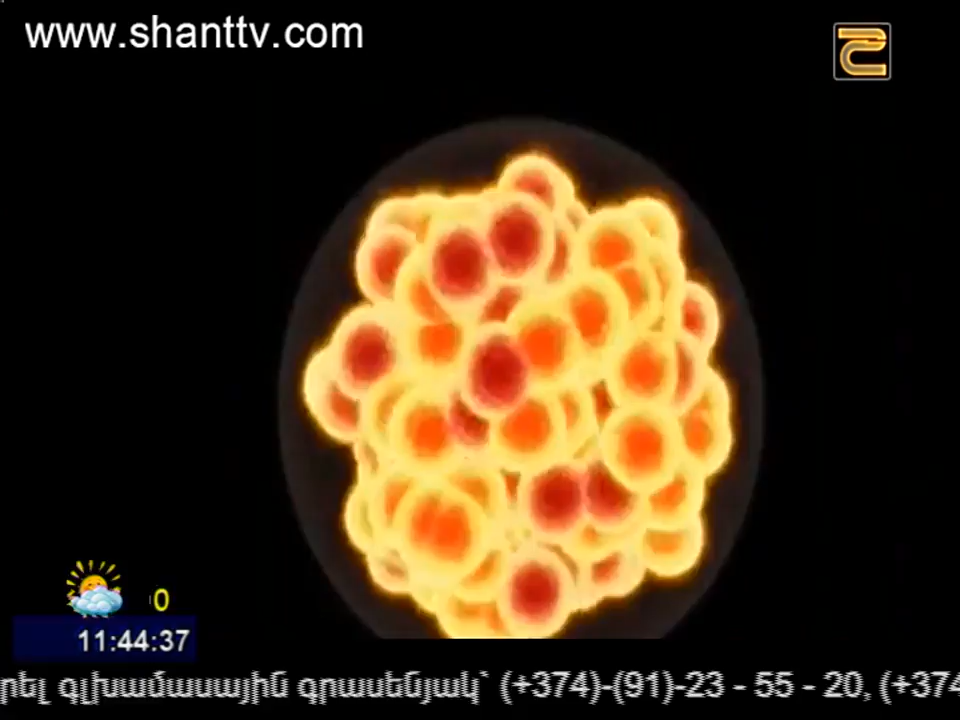 www.shanttv.com
0
11:44:37
րել գլխամասային գրասենյակ՝ (+374)-(91)-23 - 55 - 20, (+374